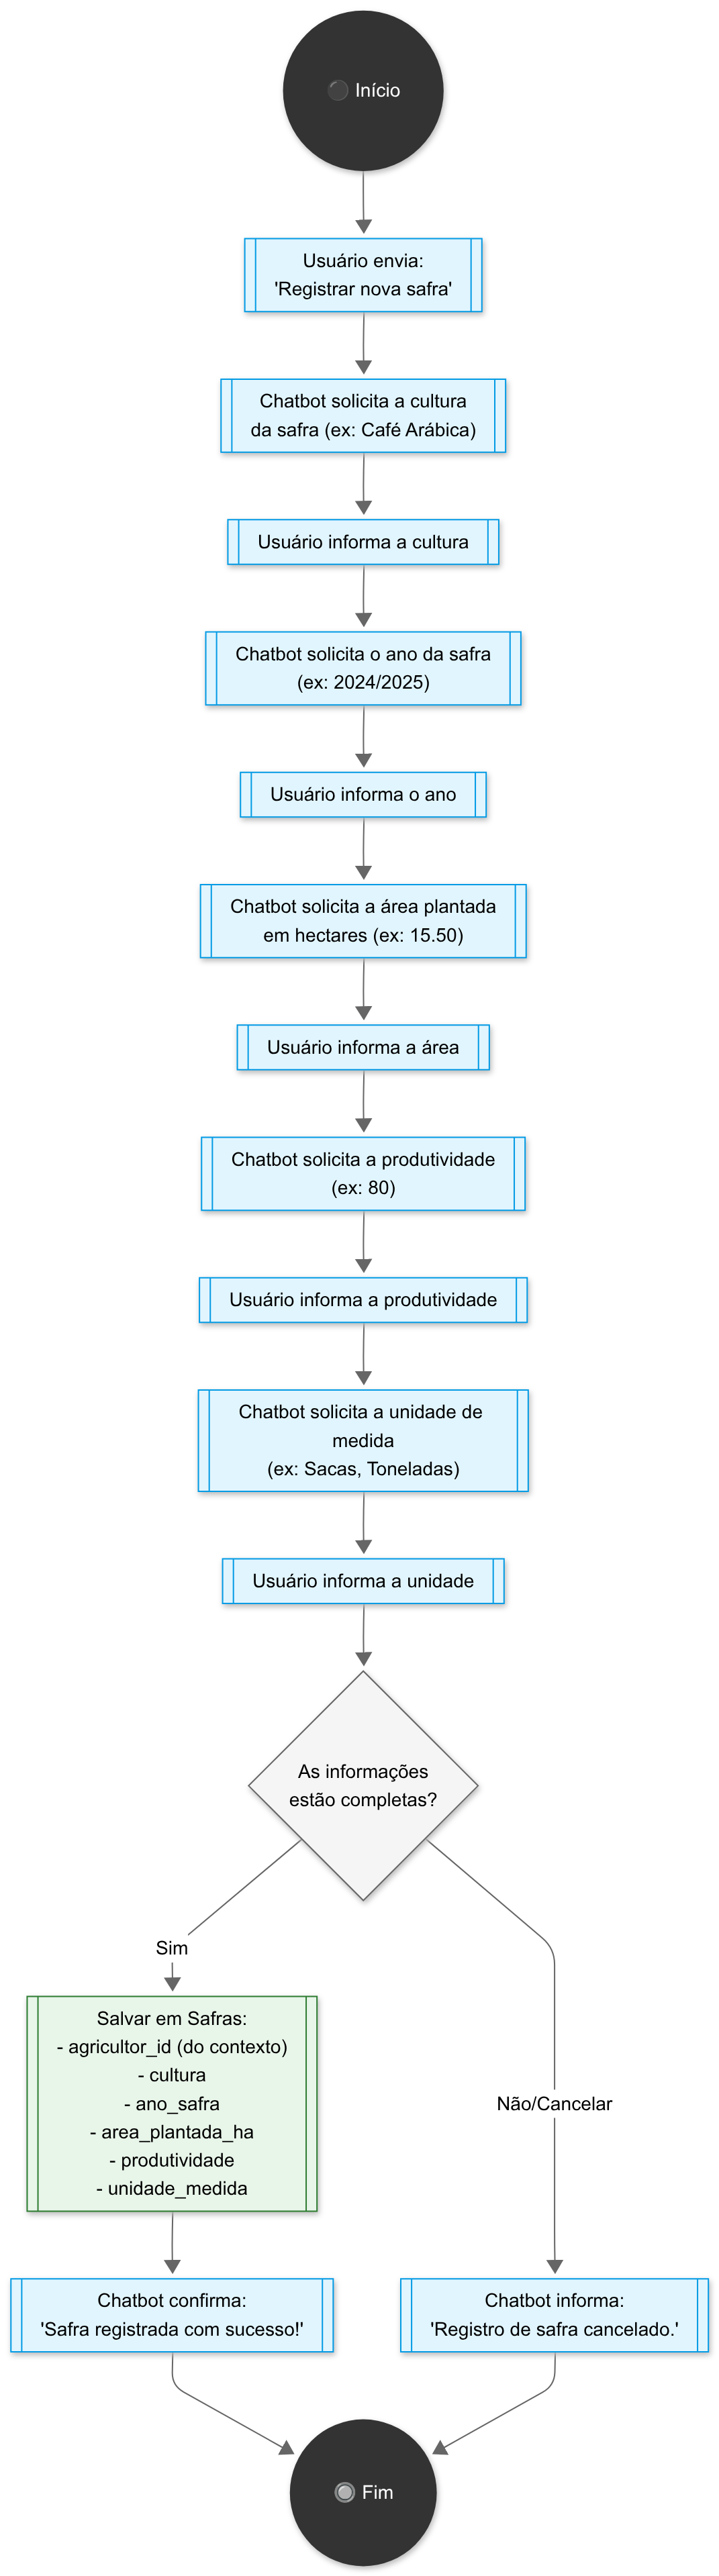 Início
Usuário envia:
'Registrar nova safra'
Chatbot solicita a cultura
da safra (ex: Café Arábica)
Usuário informa a cultura
Chatbot solicita o ano da safra
(ex: 2024/2025)
Usuário informa o ano
Chatbot solicita a área plantada
em hectares (ex: 15.50)
Usuário informa a área
Chatbot solicita a produtividade
(ex: 80)
Usuário informa a produtividade
Chatbot solicita a unidade de
medida
(ex: Sacas, Toneladas)
Usuário informa a unidade
As informações
estão completas?
Sim
Salvar em Safras:
- agricultor_id (do contexto)
- cultura
- ano_safra
- area_plantada_ha
- produtividade
- unidade_medida
Não/Cancelar
Chatbot confirma:
'Safra registrada com sucesso!'
Chatbot informa:
'Registro de safra cancelado.'
Fim